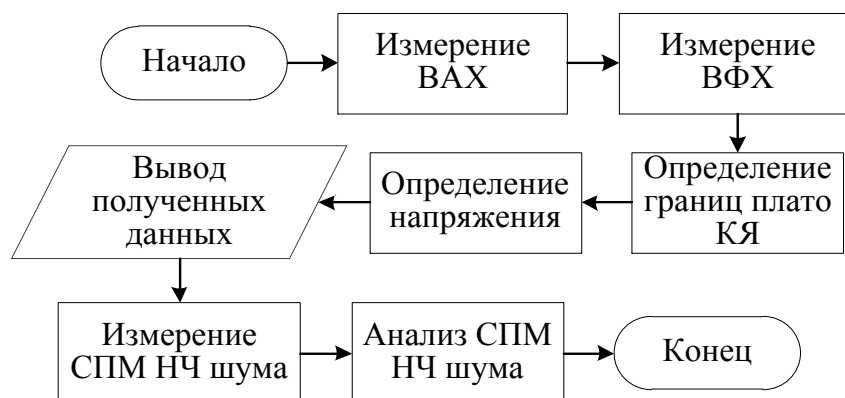 Начало
Измерение
ВАХ
Измерение
ВФХ
Определение
границ плато
КЯ
Определение
напряжения
Вывод
полученных
данных
Измерение
СПМ НЧ шума
Анализ СПМ
НЧ шума
Конец